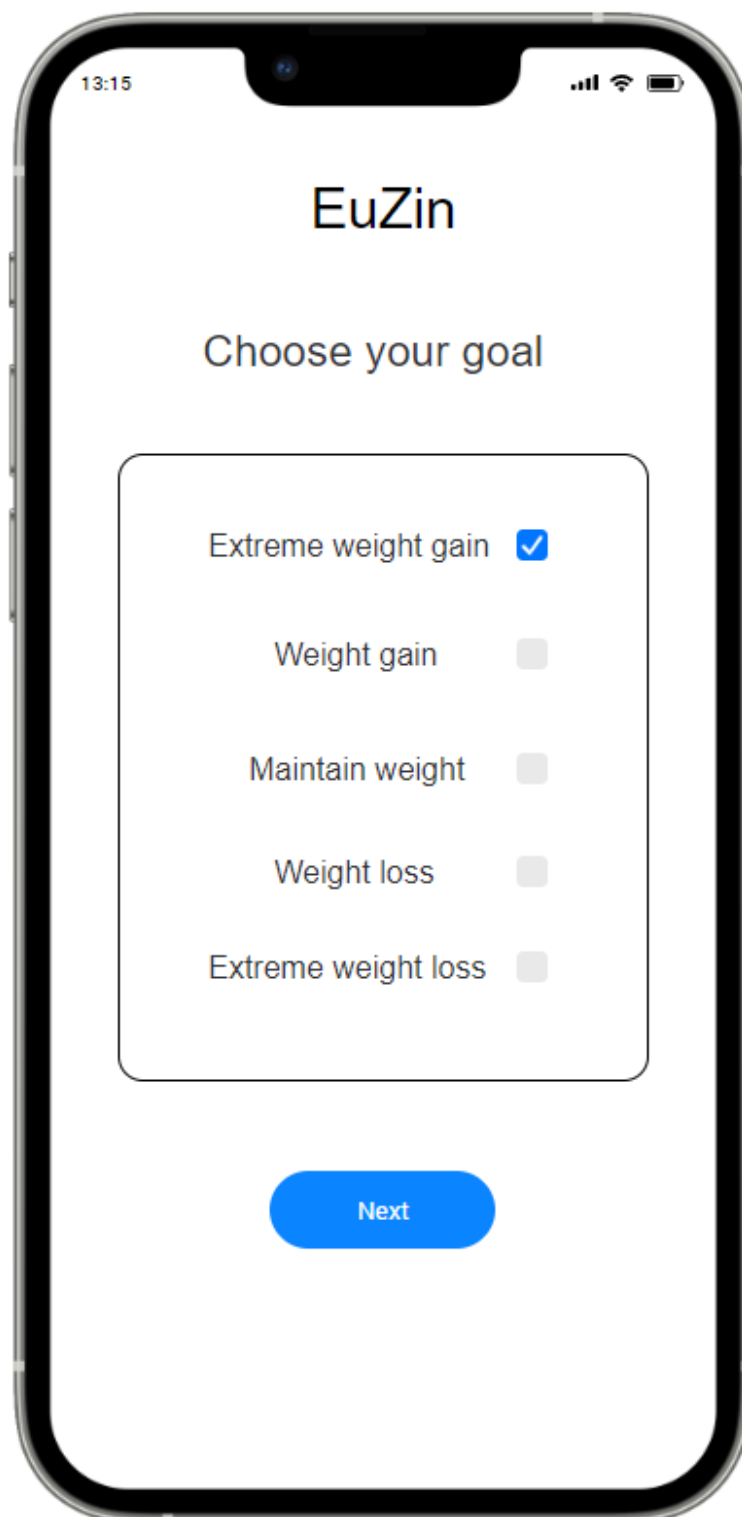 13:15
EuZin
Choose your goal
Extreme weight gain
Weight gain
Maintain weight
Weight loss
Extreme weight loss
Next